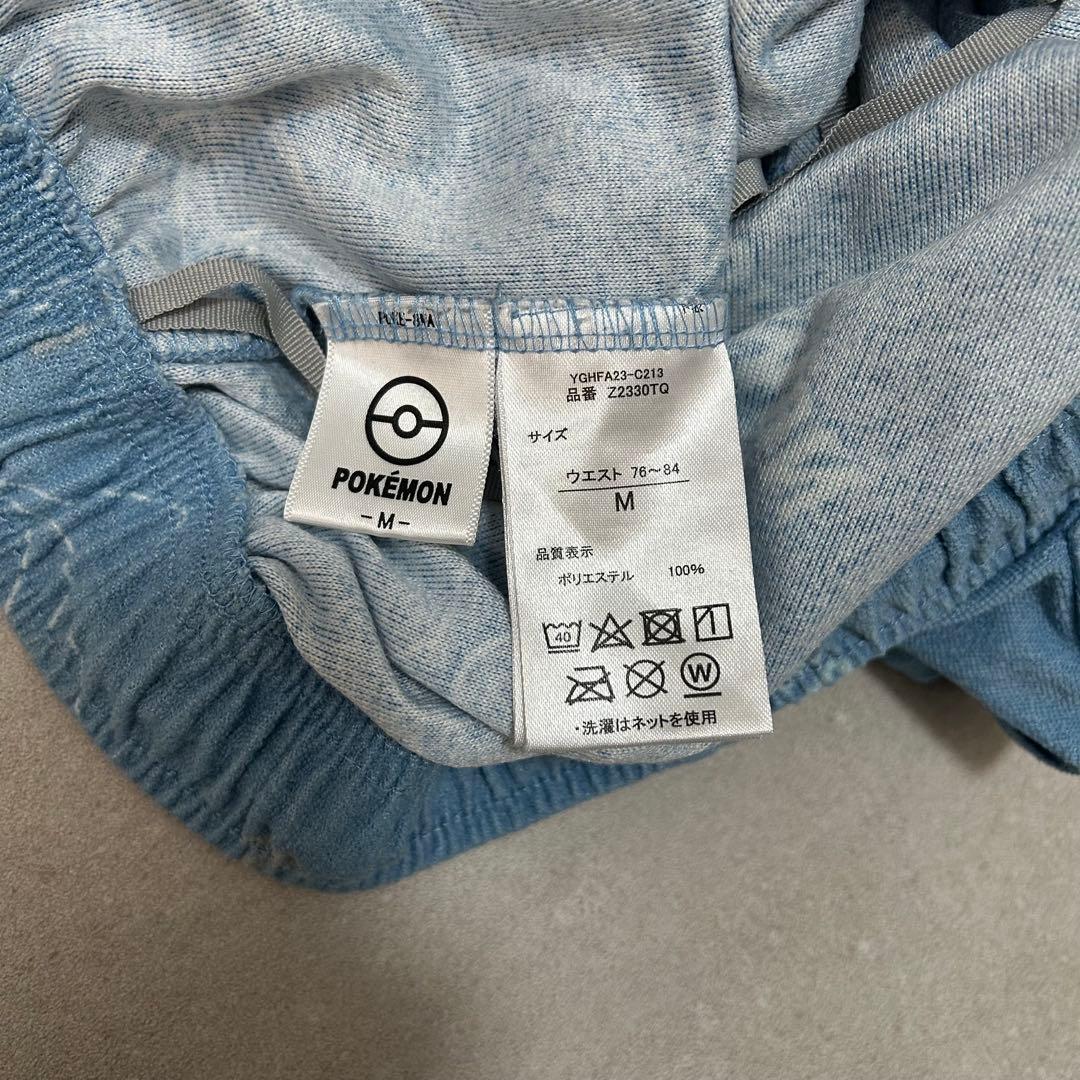 POKÉMON
-M-
YGHFA23-C213
品番 Z2330TQ
サイズ
ウエスト 76～84
M
品質表示
ポリエステル 100%
40
W
・洗濯はネットを使用